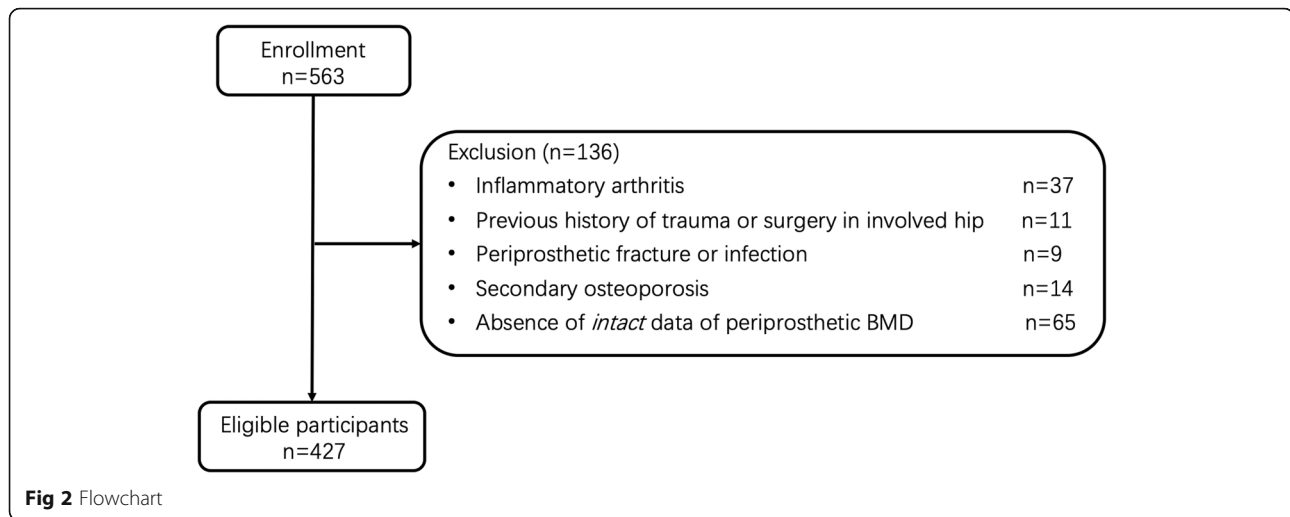 Enrollment
n=563
Exclusion (n=136)
• Inflammatory arthritis n=37
• Previous history of trauma or surgery in involved hip n=11
• Periprosthetic fracture or infection n=9
• Secondary osteoporosis n=14
• Absence of intact data of periprosthetic BMD n=65
Eligible participants
n=427
Fig 2 Flowchart